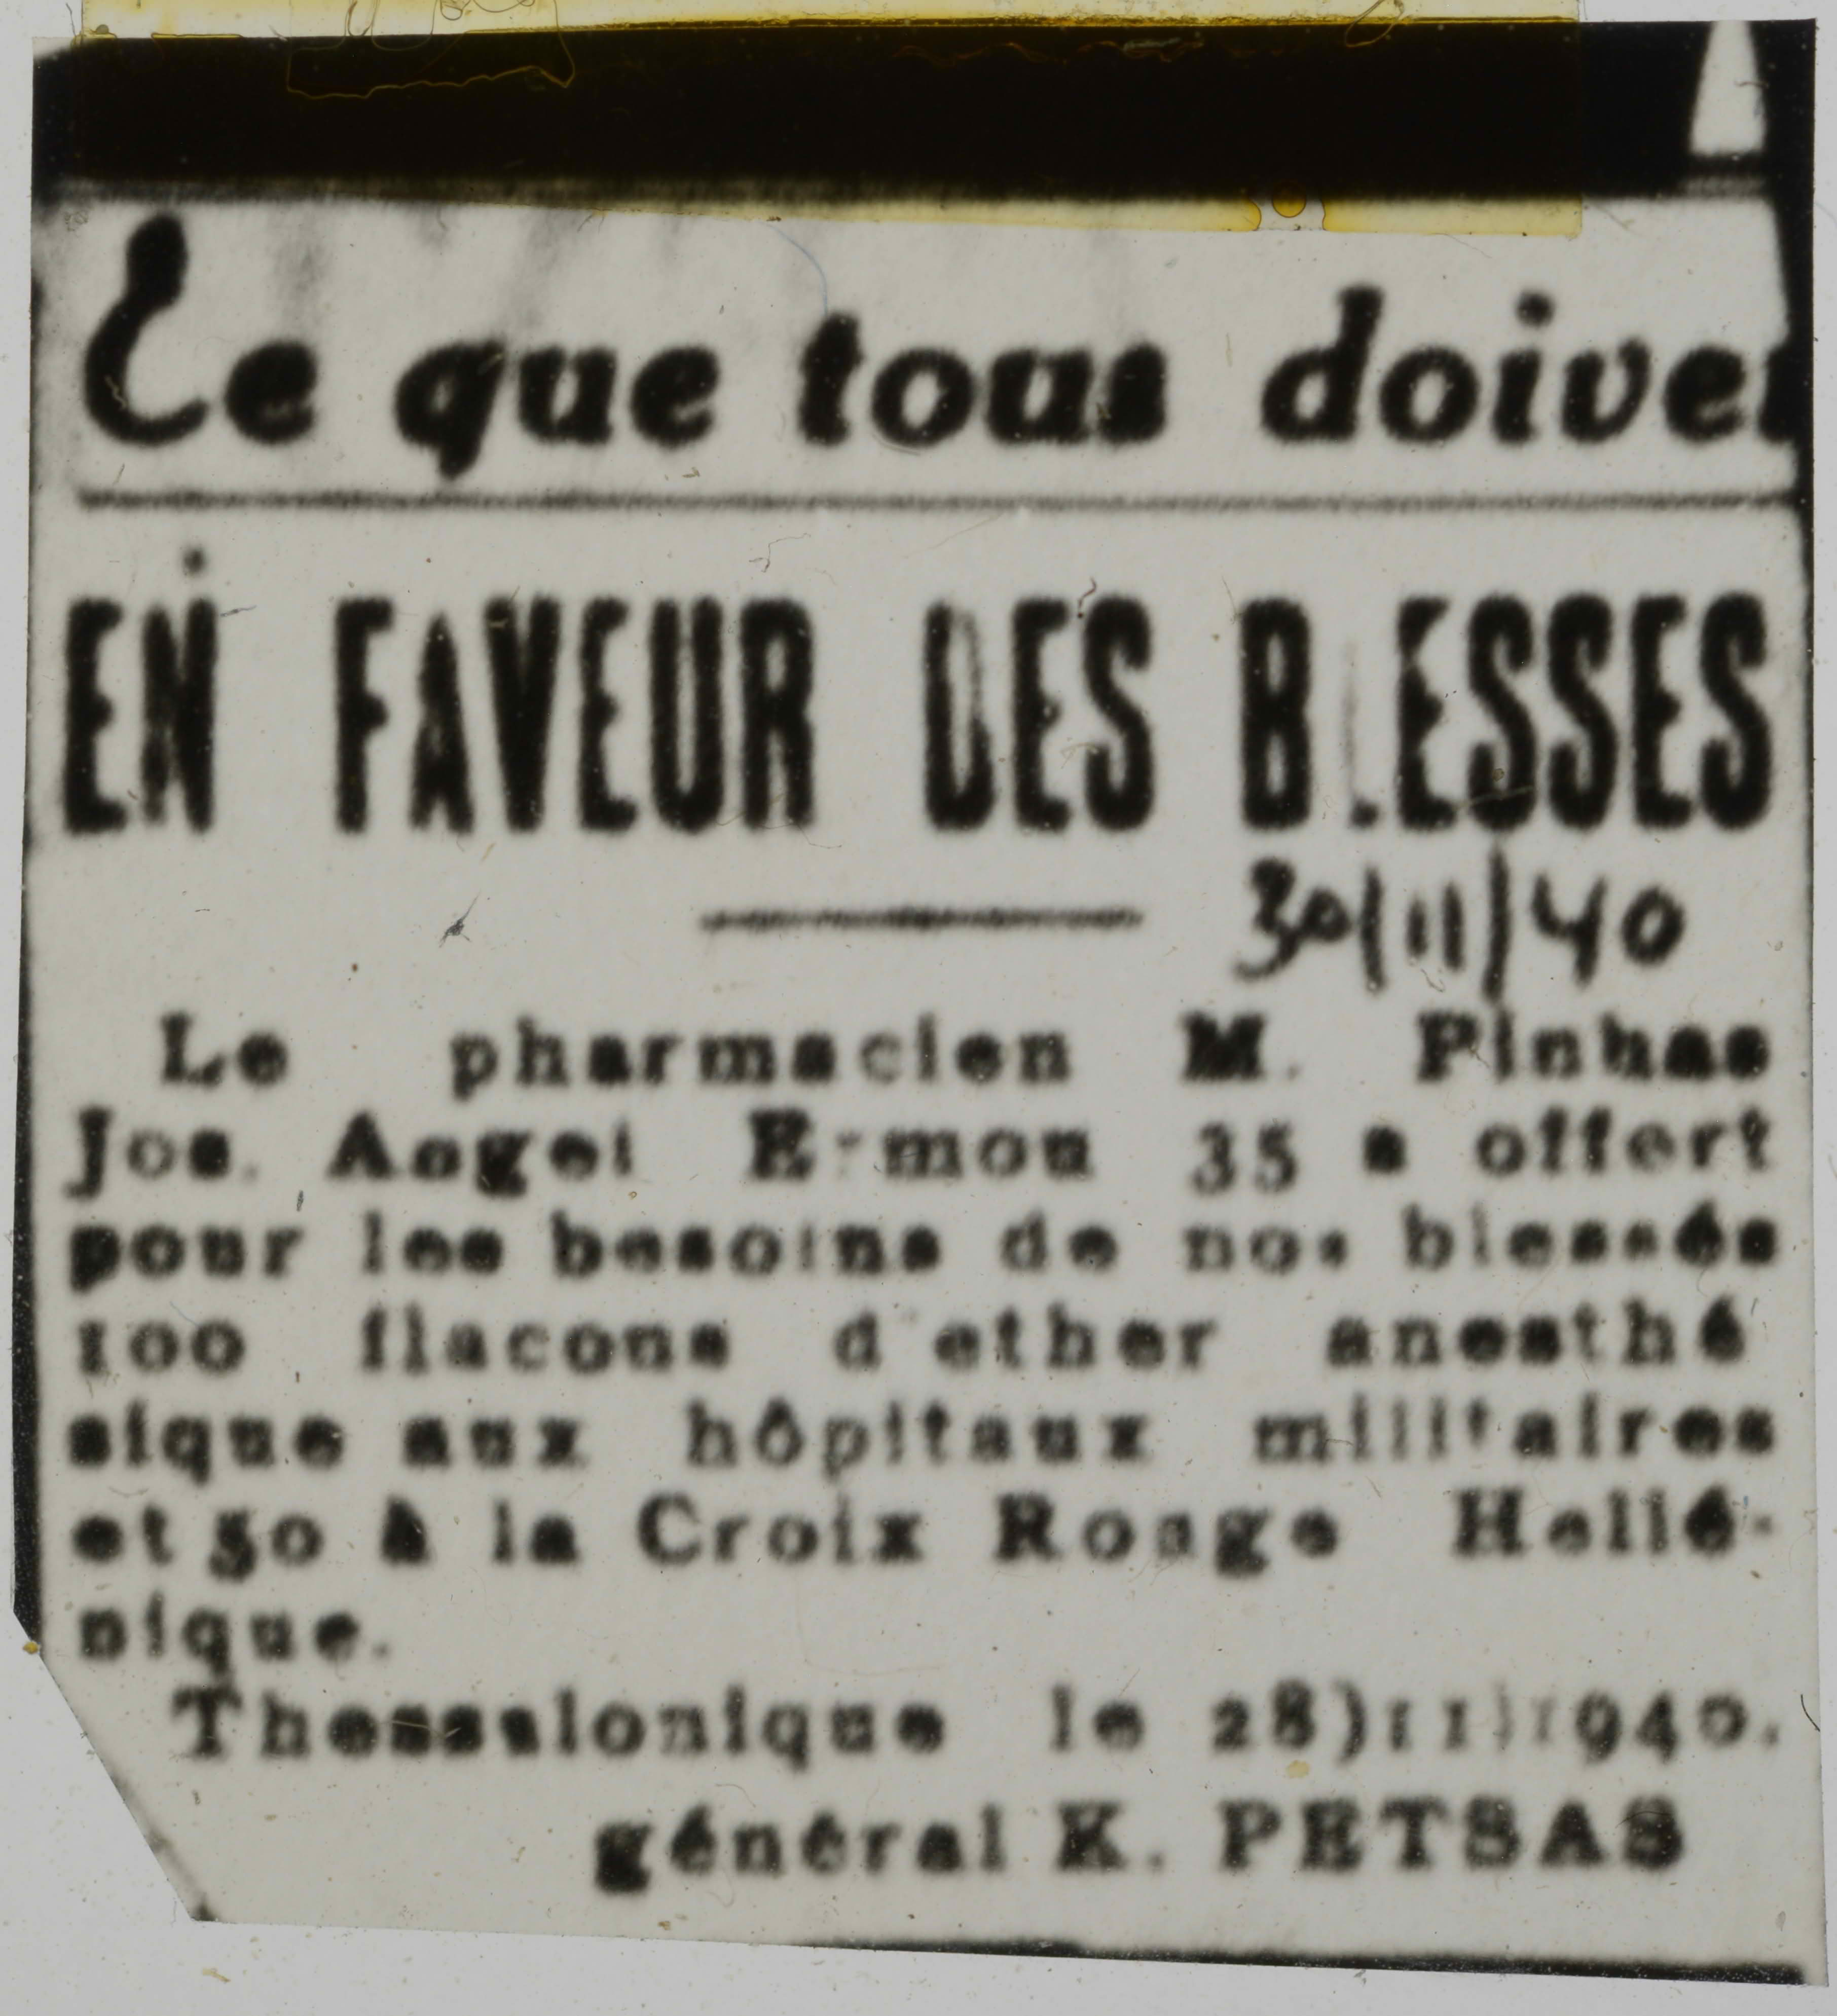 Ce que tous doive
EN FAVEUR DES BLESSES
30/11/40
Le pharmacien M. Pinhas
Jos. Angel Ermou 35 a offert
pour les besoins de nos blessés
100 flacons d'ether anesthé
sique aux hôpitaux militaires
et 50 à la Croix Rouge Hellé-
nique.
Thessalonique le 28)11)1940.
général K. PETSAS